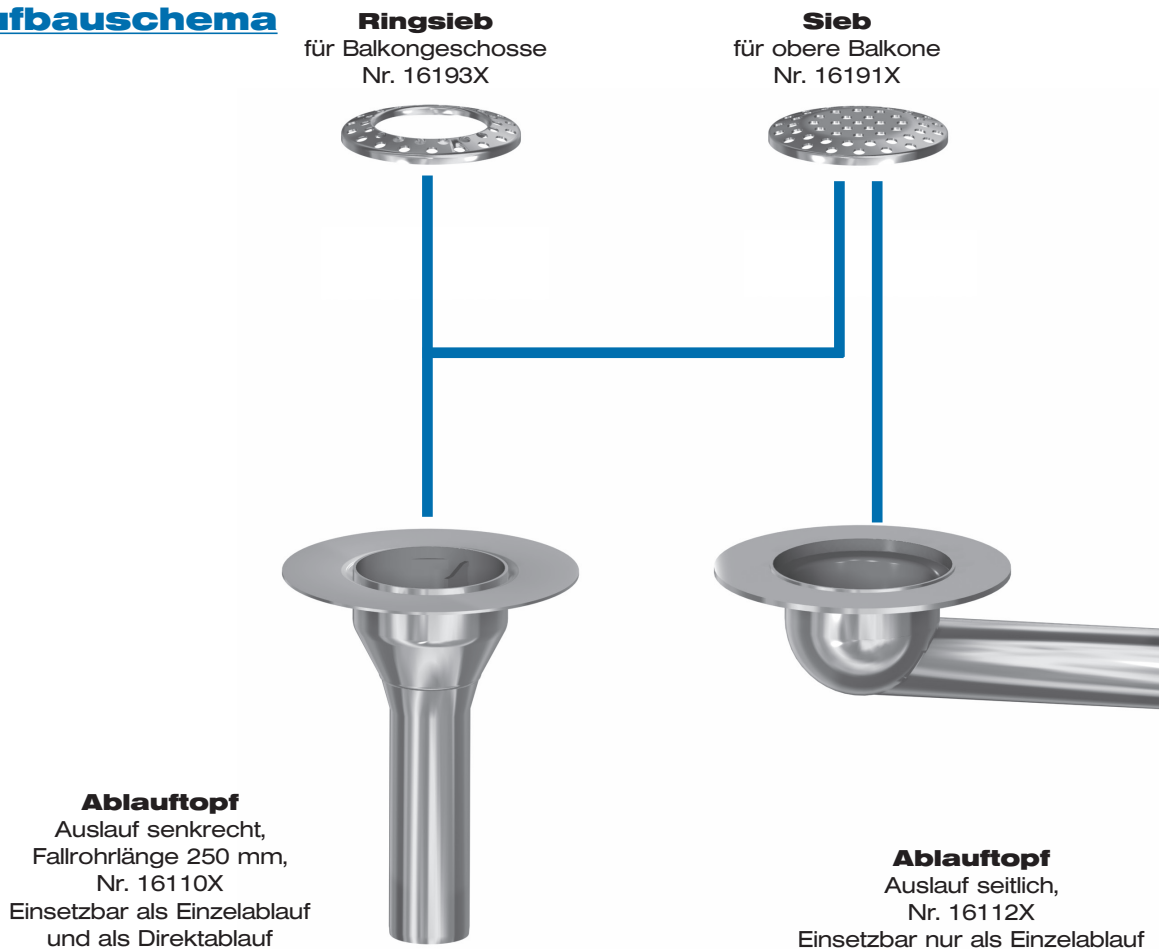 ufbauschema
Ringsieb
für Balkongeschosse
Nr. 16193X
Sieb
für obere Balkone
Nr. 16191X
Ablauftopf
Auslauf senkrecht,
Fallrohrlänge 250 mm,
Nr. 16110X
Einsetzbar als Einzelablauf
und als Direktablauf
Ablauftopf
Auslauf seitlich,
Nr. 16112X
Einsetzbar nur als Einzelablauf